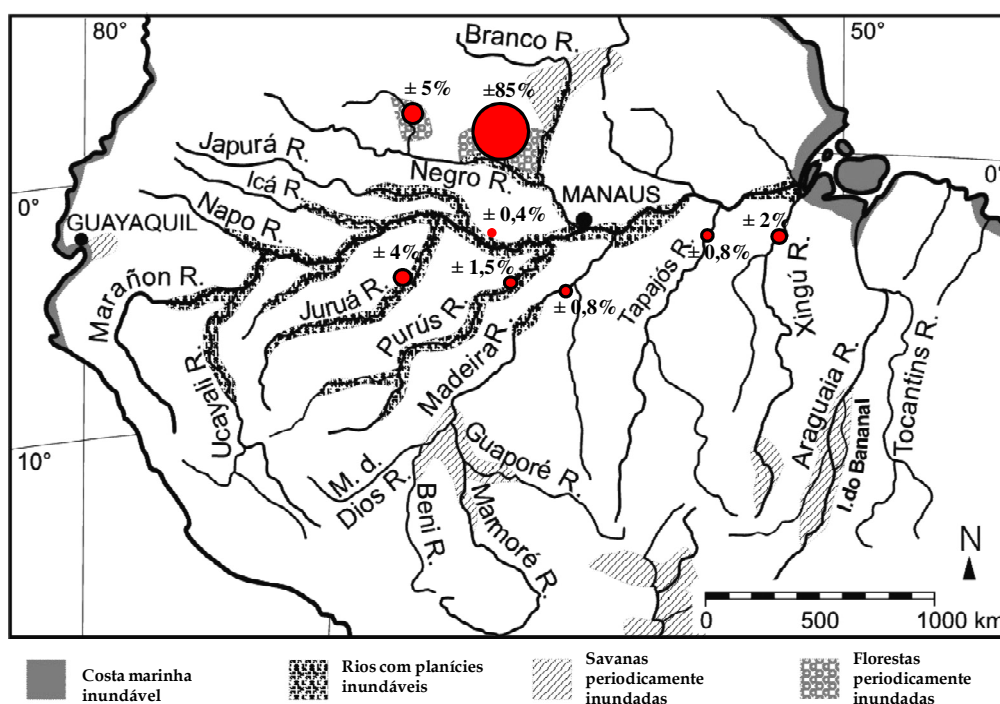 80°
50°
Branco R.
± 5%
±85%
Japurá R.
Negro R.
Içá R.
MANAUS
0°
0°
Napo R.
± 0,4%
GUAYAQUIL
± 2%
± 4%
± 1,5%
± 0,8%
± 0,8%
Marañon R.
Juruá R.
Purús R.
Madeira R.
Tapajós R.
Xingú R.
Ucayali R.
Araguaia R.
I.do Bananal
Tocantins R.
10°
M. d.
Dios R.
Guaporé R.
Beni R.
Mamoré R.
N
0
500
1000 km
Costa marinha
inundável
Rios com planícies
inundáveis
Savanas
periodicamente
inundadas
Florestas
periodicamente
inundadas